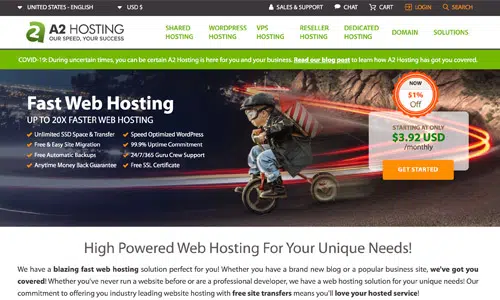 UNITED STATES - ENGLISH USD $ SALES & SUPPORT CHAT CART LOGIN SEARCH
A2 HOSTING
OUR SPEED, YOUR SUCCESS
SHARED HOSTING
WORDPRESS HOSTING
VPS HOSTING
RESELLER HOSTING
DEDICATED HOSTING
DOMAIN
SOLUTIONS
COVID-19: During uncertain times, you can be certain A2 Hosting is here for you and your business. Read our blog post to learn how A2 Hosting has got you covered.
Fast Web Hosting
UP TO 20X FASTER WEB HOSTING
Unlimited SSD Space & Transfer
Free & Easy Site Migration
Free Automatic Backups
Anytime Money Back Guarantee
Speed Optimized WordPress
99.9% Uptime Commitment
24/7/365 Guru Crew Support
Free SSL Certificate
NOW
51%
Off
STARTING AT ONLY
$3.92 USD
/monthly
GET STARTED
High Powered Web Hosting For Your Unique Needs!
We have a blazing fast web hosting solution perfect for you! Whether you have a brand new blog or a popular business site, we've got you
covered! Whether you've never run a website before or are a professional developer, we have a web hosting solution for your unique needs! Our
commitment to offering you industry leading website hosting with free site transfers means you'll love your hosted service!